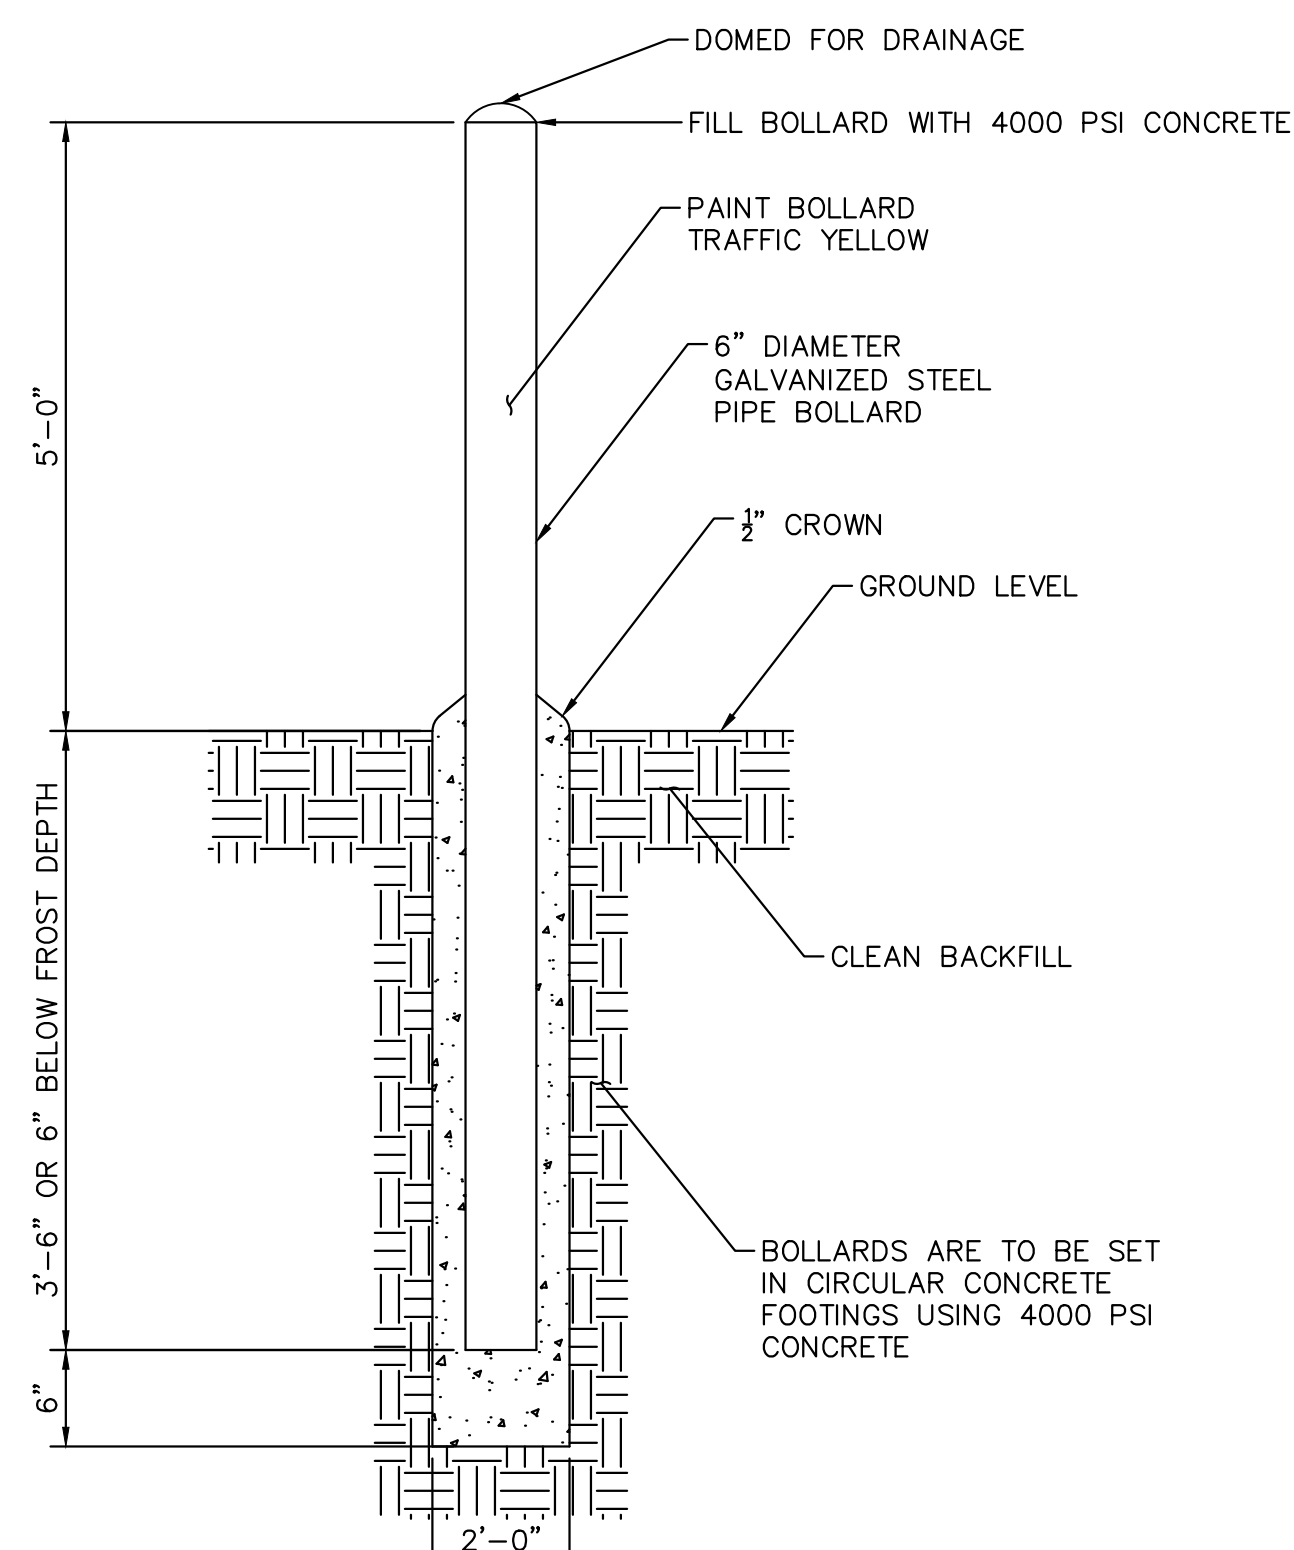 DOMED FOR DRAINAGE
FILL BOLLARD WITH 4000 PSI CONCRETE
PAINT BOLLARD
TRAFFIC YELLOW
6" DIAMETER
GALVANIZED STEEL
PIPE BOLLARD
5'-0"
½" CROWN
GROUND LEVEL
3'-6" OR 6" BELOW FROST DEPTH
CLEAN BACKFILL
BOLLARDS ARE TO BE SET
IN CIRCULAR CONCRETE
FOOTINGS USING 4000 PSI
CONCRETE
6"
2'-0"